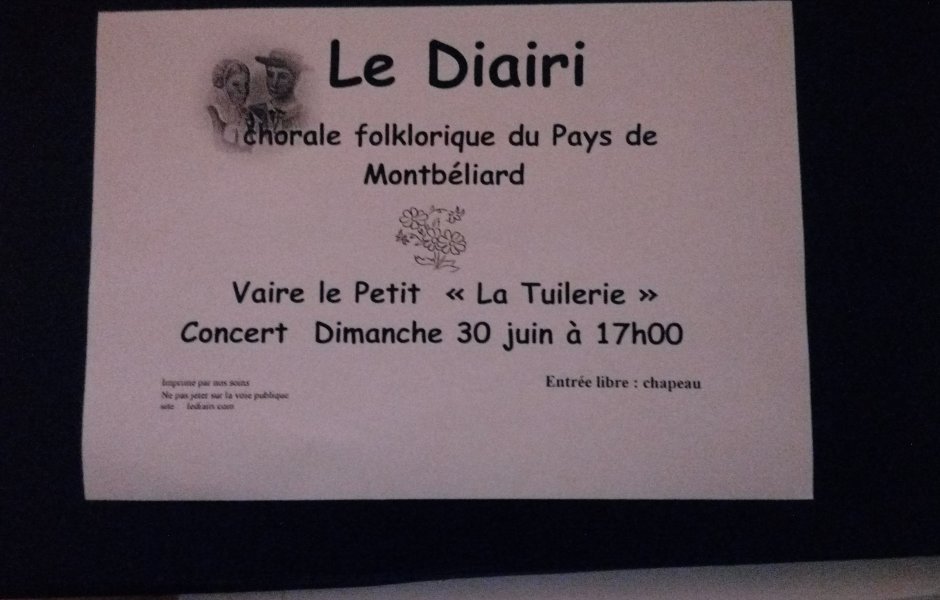 Le Diairi
chorale folklorique du Pays de
Montbéliard
Vaire le Petit « La Tuilerie »
Concert Dimanche 30 juin à 17h00
Entrée libre : chapeau
Imprimé par nos soins
Ne pas jeter sur la voie publique
site